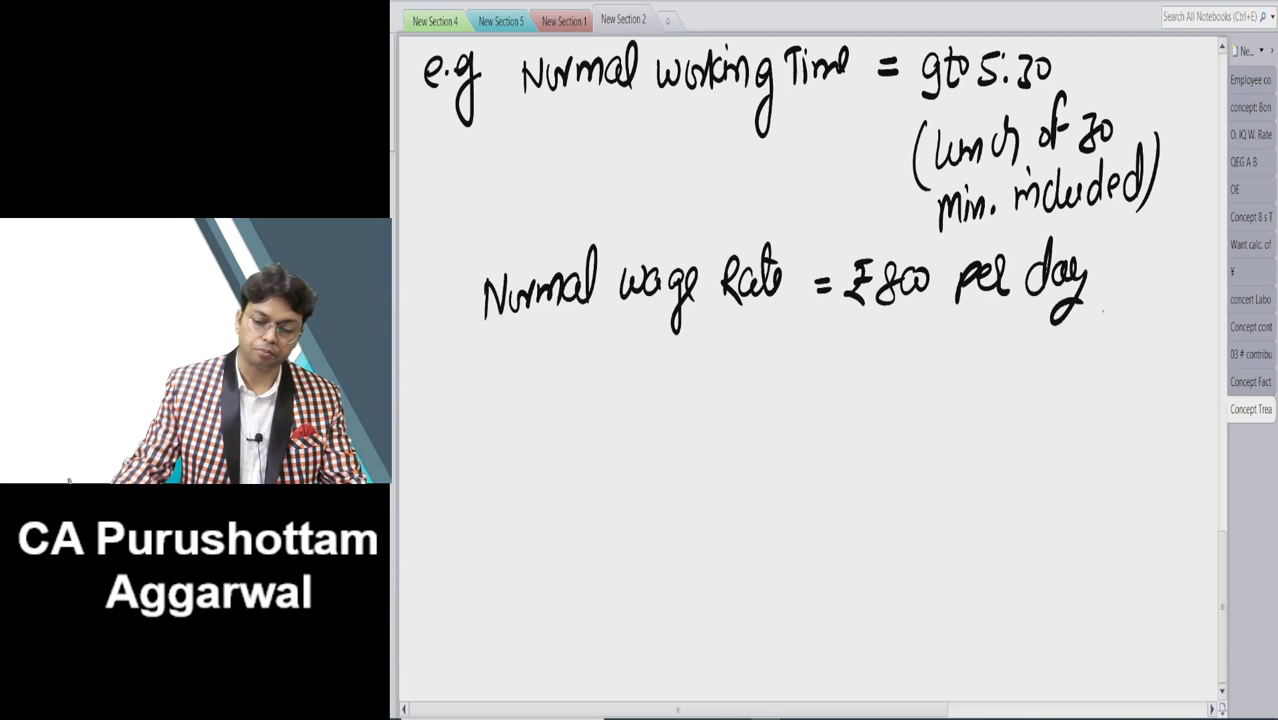 New Section 4
New Section 5
New Section 1
New Section 2
Search All Notebooks (Ctrl+E)
e.g Normal working Time = 9 to 5:30
(lunch of 30
min. included)
Normal wage Rate = ₹800 per day
Ne...
Employee co
concept: Bon
O. IQ W. Rate
QEG A B
OE
Concept 8 s T
Want calc. of
¥
concert Labo
Concept cont
03 # contribu
Concept Fact
Concept Trea
CA Purushottam
Aggarwal